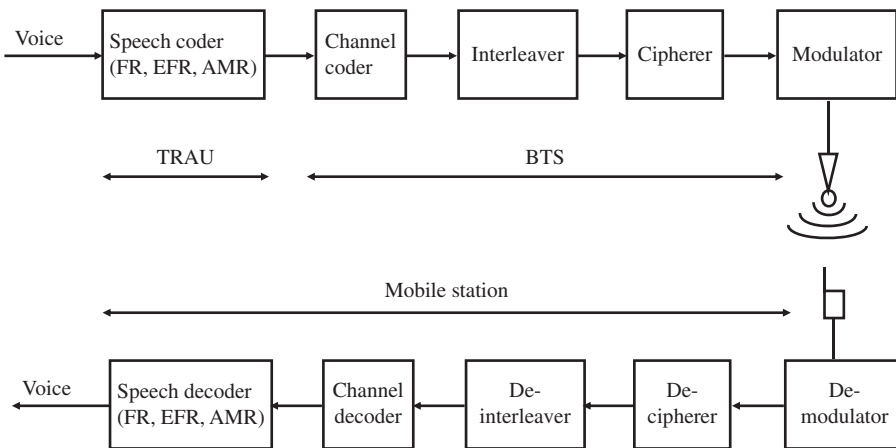 Voice
Speech coder
(FR, EFR, AMR)
Channel
coder
Interleaver
Cipherer
Modulator
TRAU
BTS
Mobile station
Voice
Speech decoder
(FR, EFR, AMR)
Channel
decoder
De-
interleaver
De-
cipherer
De-
modulator